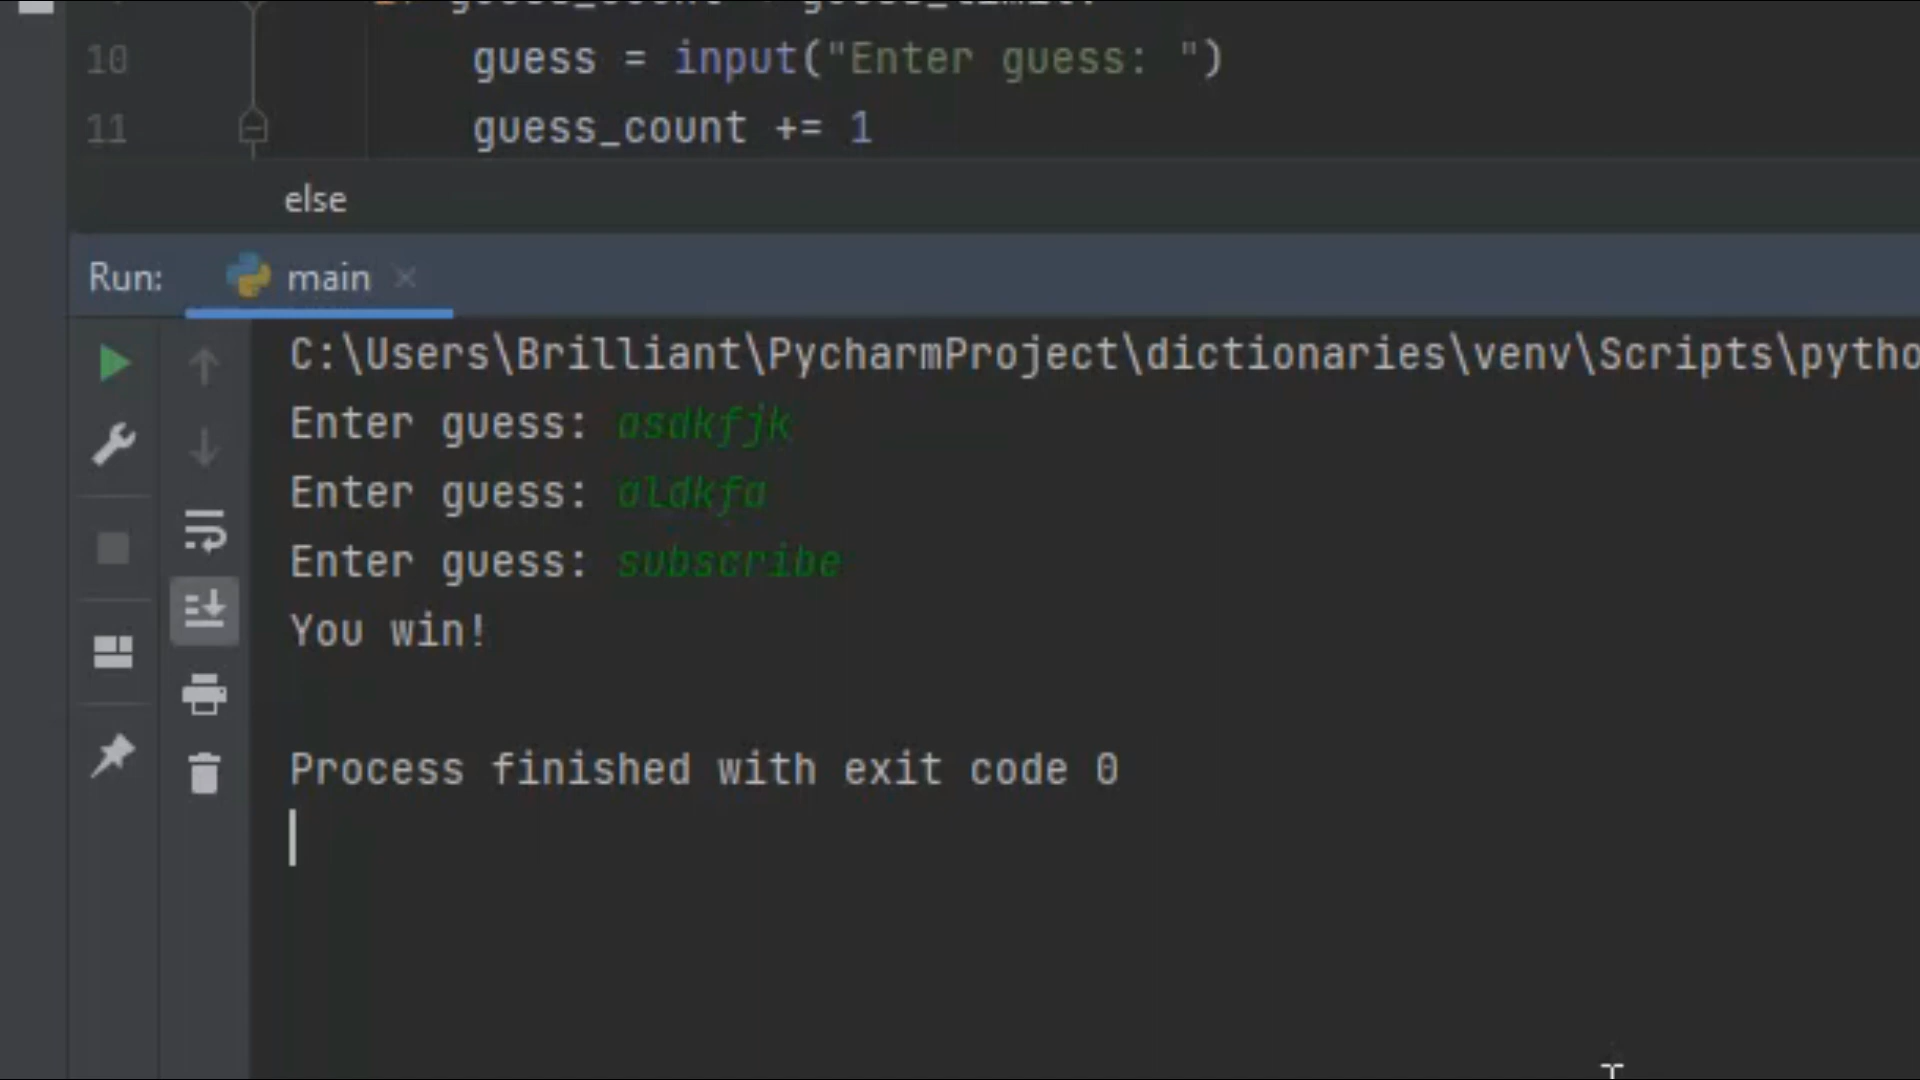 10 guess = input("Enter guess: ")
11 guess_count += 1
else
Run: main
C:\Users\Brilliant\PycharmProject\dictionaries\venv\Scripts\pytho
Enter guess: asdkfjk
Enter guess: aldkfa
Enter guess: subscribe
You win!
Process finished with exit code 0